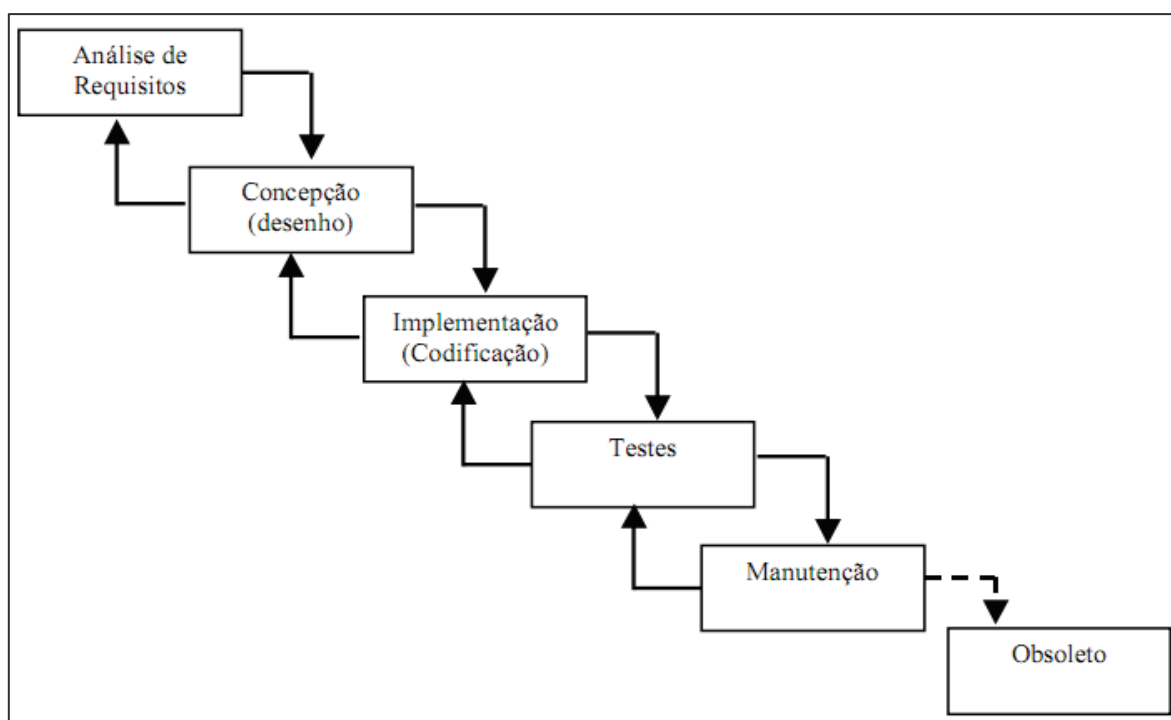 Análise de
Requisitos
Concepção
(desenho)
Implementação
(Codificação)
Testes
Manutenção
Obsoleto